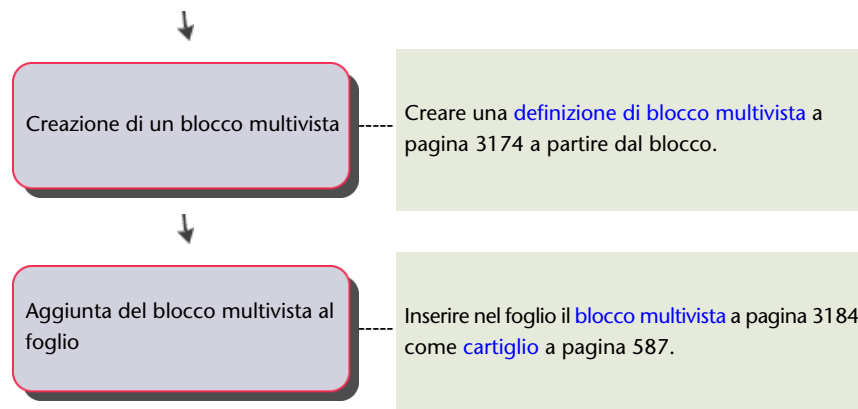 Creazione di un blocco multivista
Creare una definizione di blocco multivista a
pagina 3174 a partire dal blocco.
Aggiunta del blocco multivista al
foglio
Inserire nel foglio il blocco multivista a pagina 3184
come cartiglio a pagina 587.